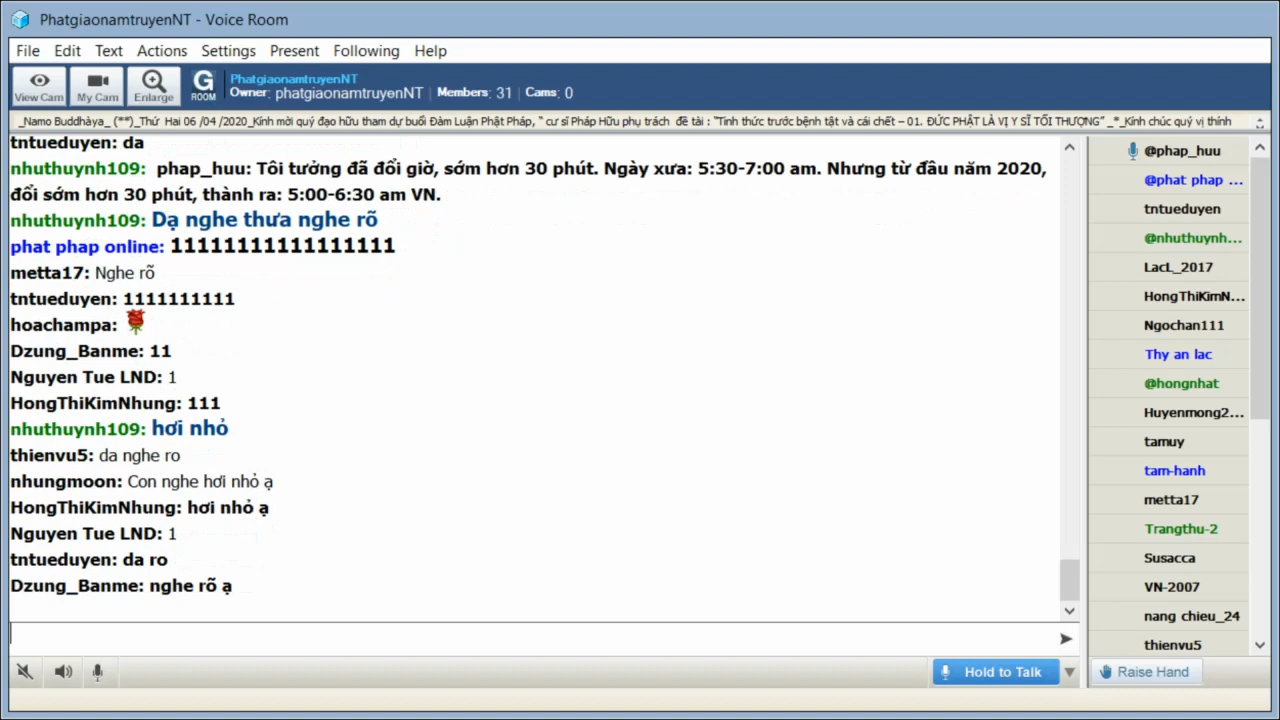 PhatgiaonamtruyenNT - Voice Room
File Edit Text Actions Settings Present Following Help
View Cam My Cam Enlarge G ROOM
PhatgiaonamtruyenNT
Owner: phatgiaonamtruyenNT | Members: 31 | Cams: 0
_Namo Buddhàya_ (**)_Thứ Hai 06 /04 /2020_Kính mời quý đạo hữu tham dự buổi Đàm Luận Phật Pháp, " cư sĩ Pháp Hữu phụ trách đề tài : "Tỉnh thức trước bệnh tật và cái chết – 01. ĐỨC PHẬT LÀ VỊ Y SĨ TỐI THƯỢNG" _*_Kính chúc quý vị thính
tntueduyen: da
nhuthuynh109: phap_huu: Tôi tưởng đã đổi giờ, sớm hơn 30 phút. Ngày xưa: 5:30-7:00 am. Nhưng từ đầu năm 2020,
đổi sớm hơn 30 phút, thành ra: 5:00-6:30 am VN.
nhuthuynh109: Dạ nghe thưa nghe rõ
phat phap online: 11111111111111111
metta17: Nghe rõ
tntueduyen: 1111111111
hoachampa:
Dzung_Banme: 11
Nguyen Tue LND: 1
HongThiKimNhung: 111
nhuthuynh109: hơi nhỏ
thienvu5: da nghe ro
nhungmoon: Con nghe hơi nhỏ ạ
HongThiKimNhung: hơi nhỏ ạ
Nguyen Tue LND: 1
tntueduyen: da ro
Dzung_Banme: nghe rõ ạ
@phap_huu
@phat phap ...
tntueduyen
@nhuthuynh...
LacL_2017
HongThiKimN...
Ngochan111
Thy an lac
@hongnhat
Huyenmong2...
tamuy
tam-hanh
metta17
Trangthu-2
Susacca
VN-2007
nang chieu_24
thienvu5
Hold to Talk
Raise Hand